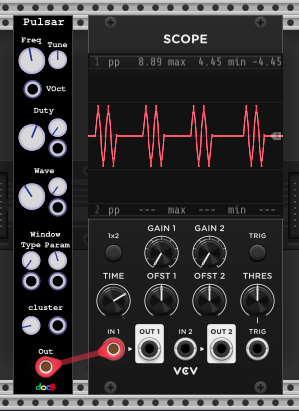 Pulsar
Freq
Tune
VOct
Duty
Wave
Window
Type Param
cluster
Out
docB
SCOPE
1 pp 8.89 max 4.45 min -4.45
2 pp --- max --- min ---
1x2
GAIN 1
GAIN 2
TRIG
TIME
OFST 1
OFST 2
THRES
IN 1
OUT 1
IN 2
OUT 2
TRIG
VCV